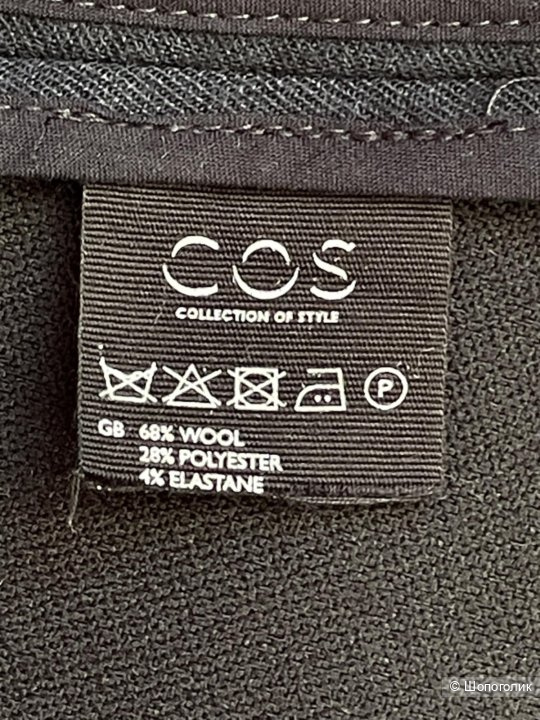 COS
COLLECTION OF STYLE
P
GB 68% WOOL
28% POLYESTER
4% ELASTANE
© Шопоголик